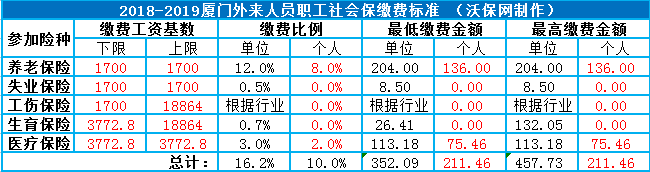 2018-2019厦门外来人员职工社会保缴费标准 （沃保网制作）
参加险种 缴费工资基数 缴费比例 最低缴费金额 最高缴费金额
下限 上限 单位 个人 单位 个人 单位 个人
养老保险 1700 1700 12.0% 8.0% 204.00 136.00 204.00 136.00
失业保险 1700 1700 0.5% 0.0% 8.50 0.00 8.50 0.00
工伤保险 1700 18864 根据行业 0.0% 根据行业 0.00 根据行业 0.00
生育保险 3772.8 18864 0.7% 0.0% 26.41 0.00 132.05 0.00
医疗保险 3772.8 3772.8 3.0% 2.0% 113.18 75.46 113.18 75.46
总计： 16.2% 10.0% 352.09 211.46 457.73 211.46